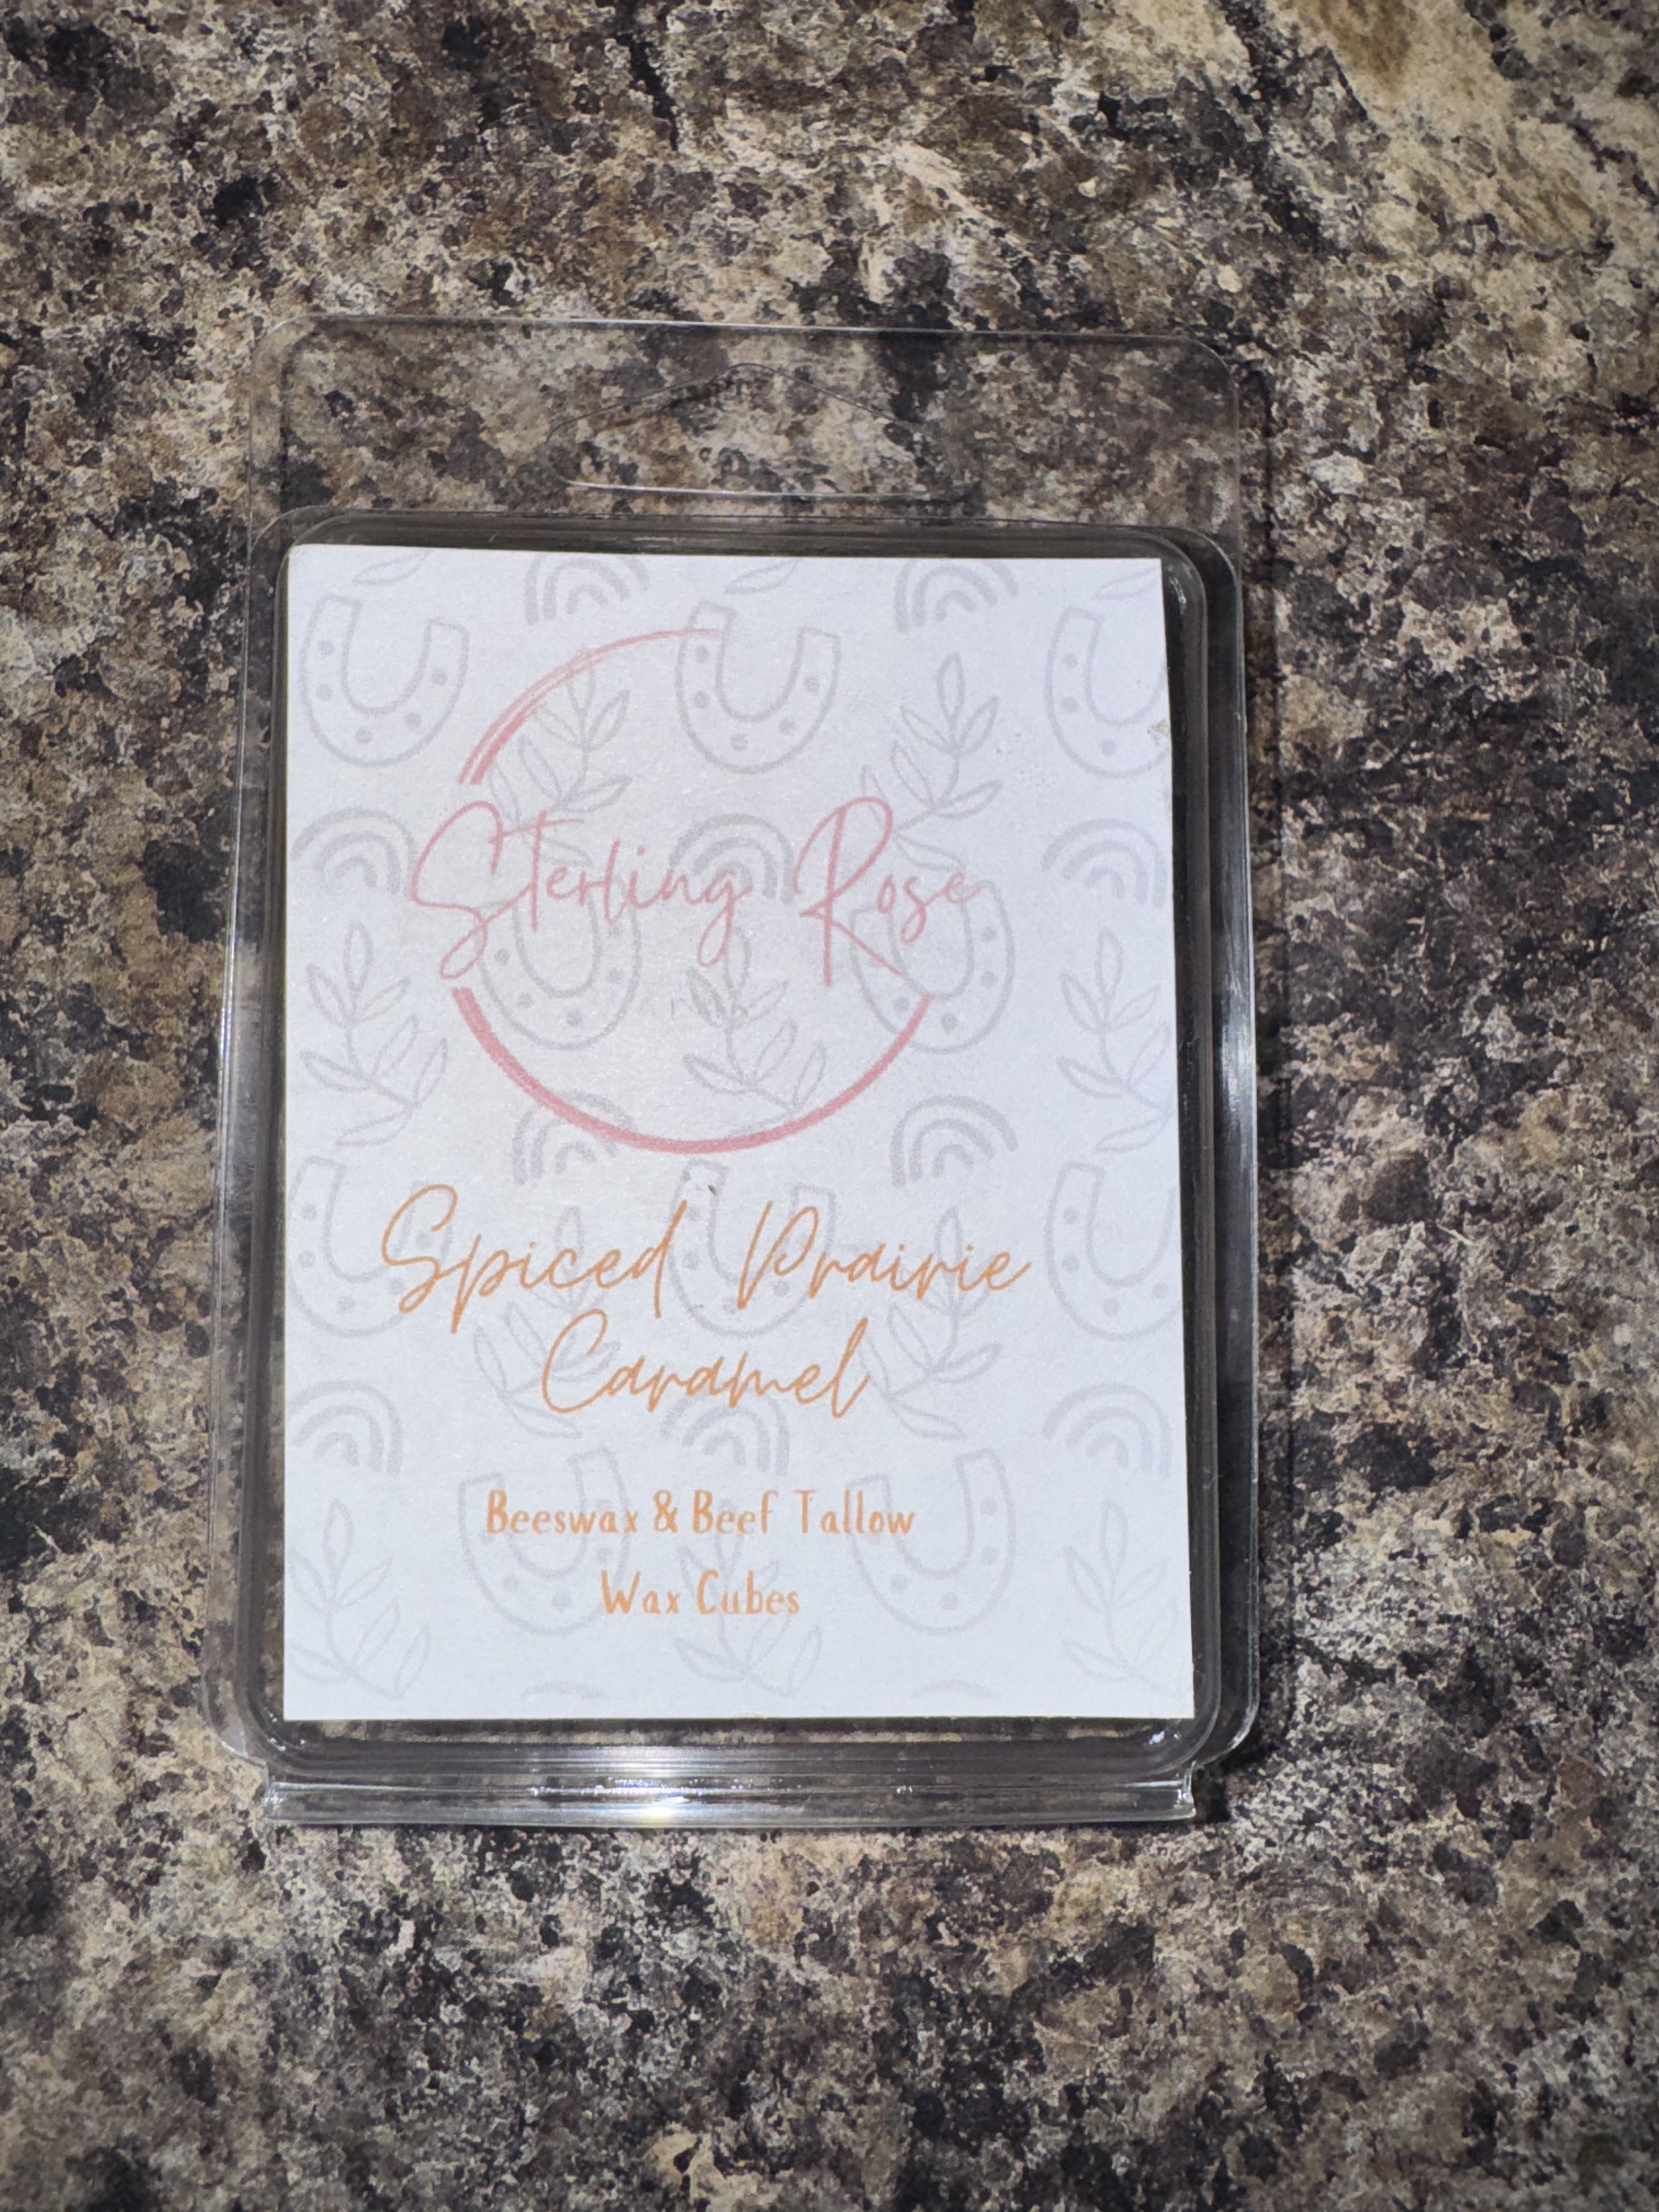 Sterling Rose
Spiced Prairie
Caramel
Beeswax & Beef Tallow
Wax Cubes